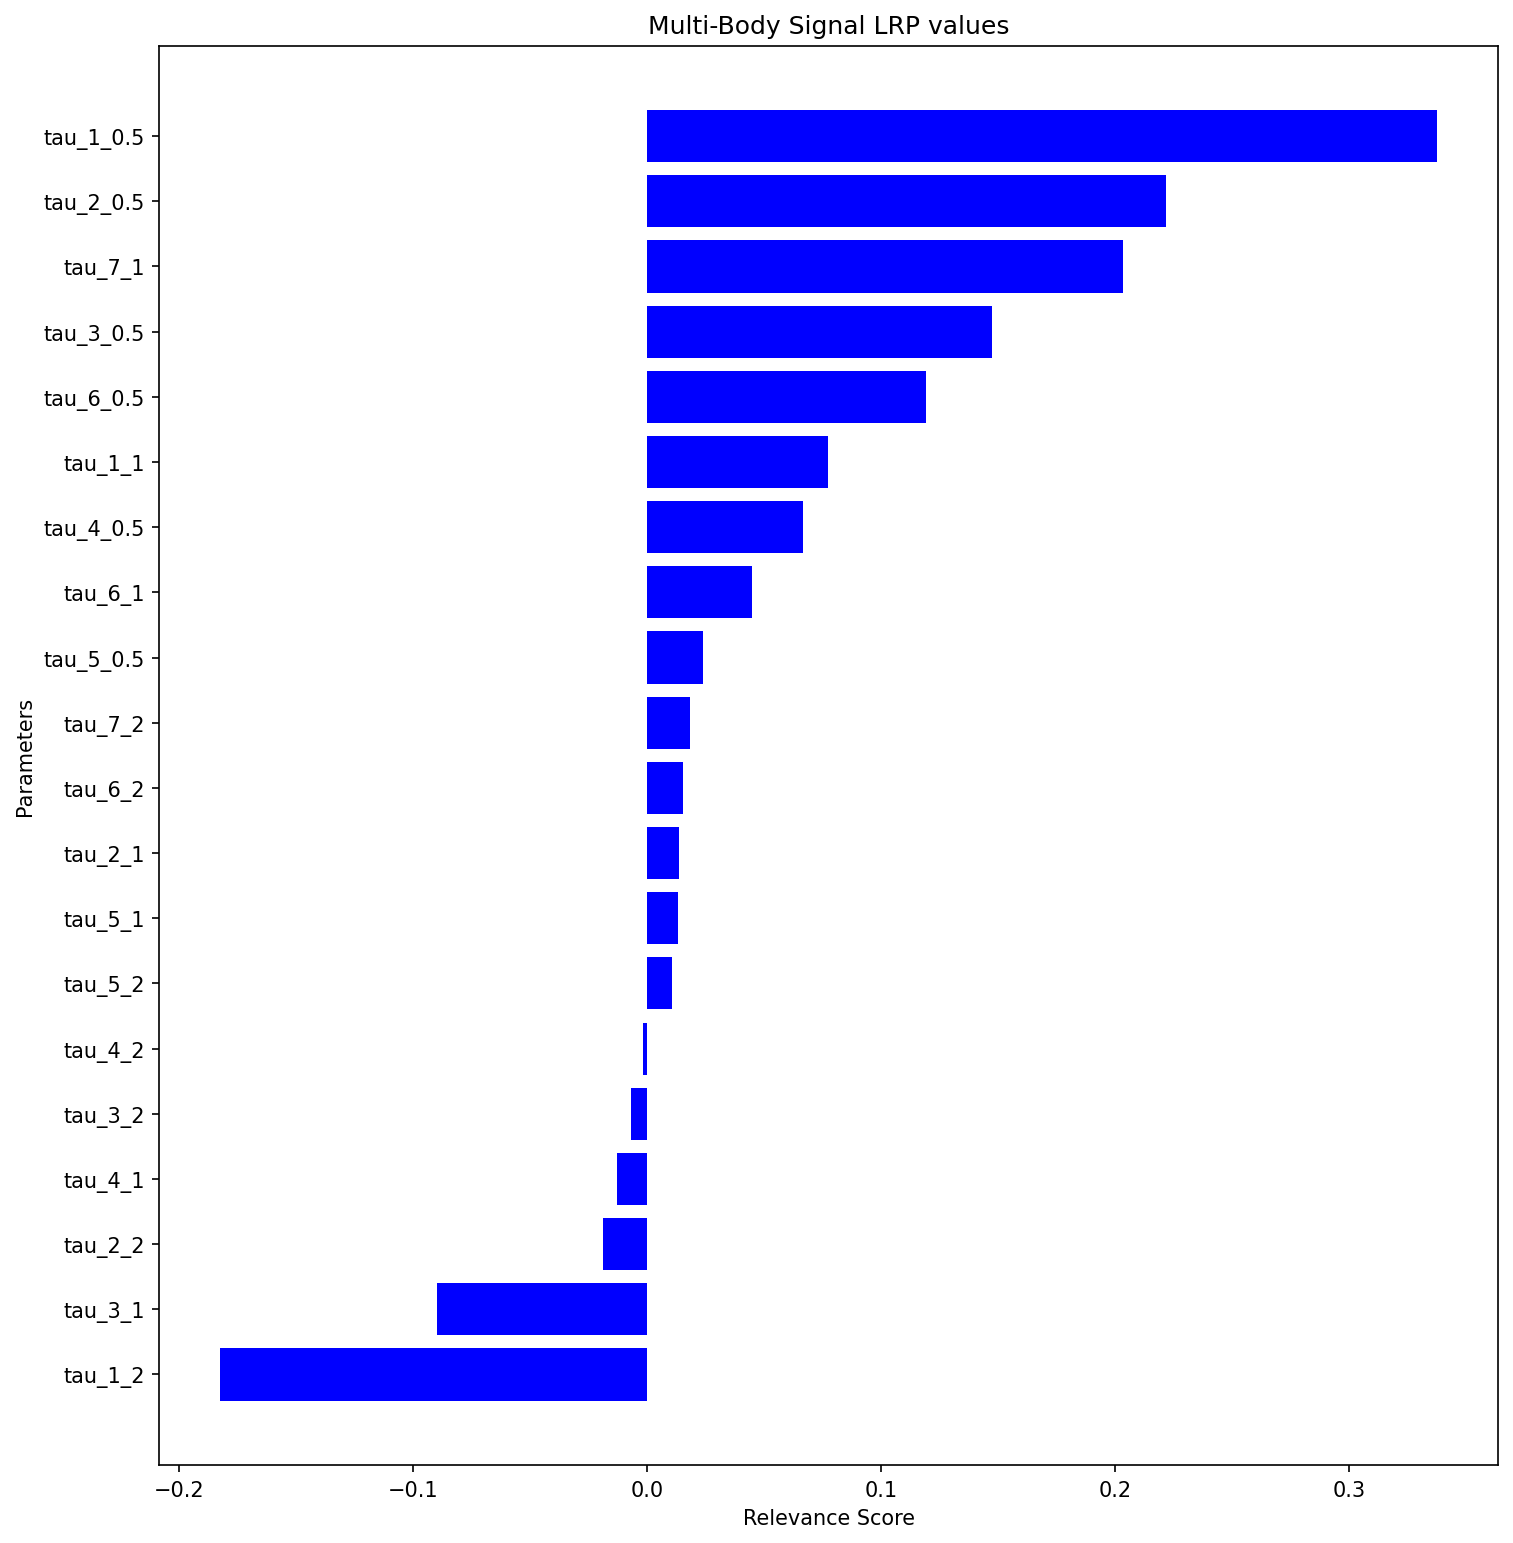 Multi-Body Signal LRP values
tau_1_0.5
tau_2_0.5
tau_7_1
tau_3_0.5
tau_6_0.5
tau_1_1
tau_4_0.5
tau_6_1
tau_5_0.5
tau_7_2
tau_6_2
tau_2_1
tau_5_1
tau_5_2
tau_4_2
tau_3_2
tau_4_1
tau_2_2
tau_3_1
tau_1_2
Parameters
−0.2 −0.1 0.0 0.1 0.2 0.3
Relevance Score